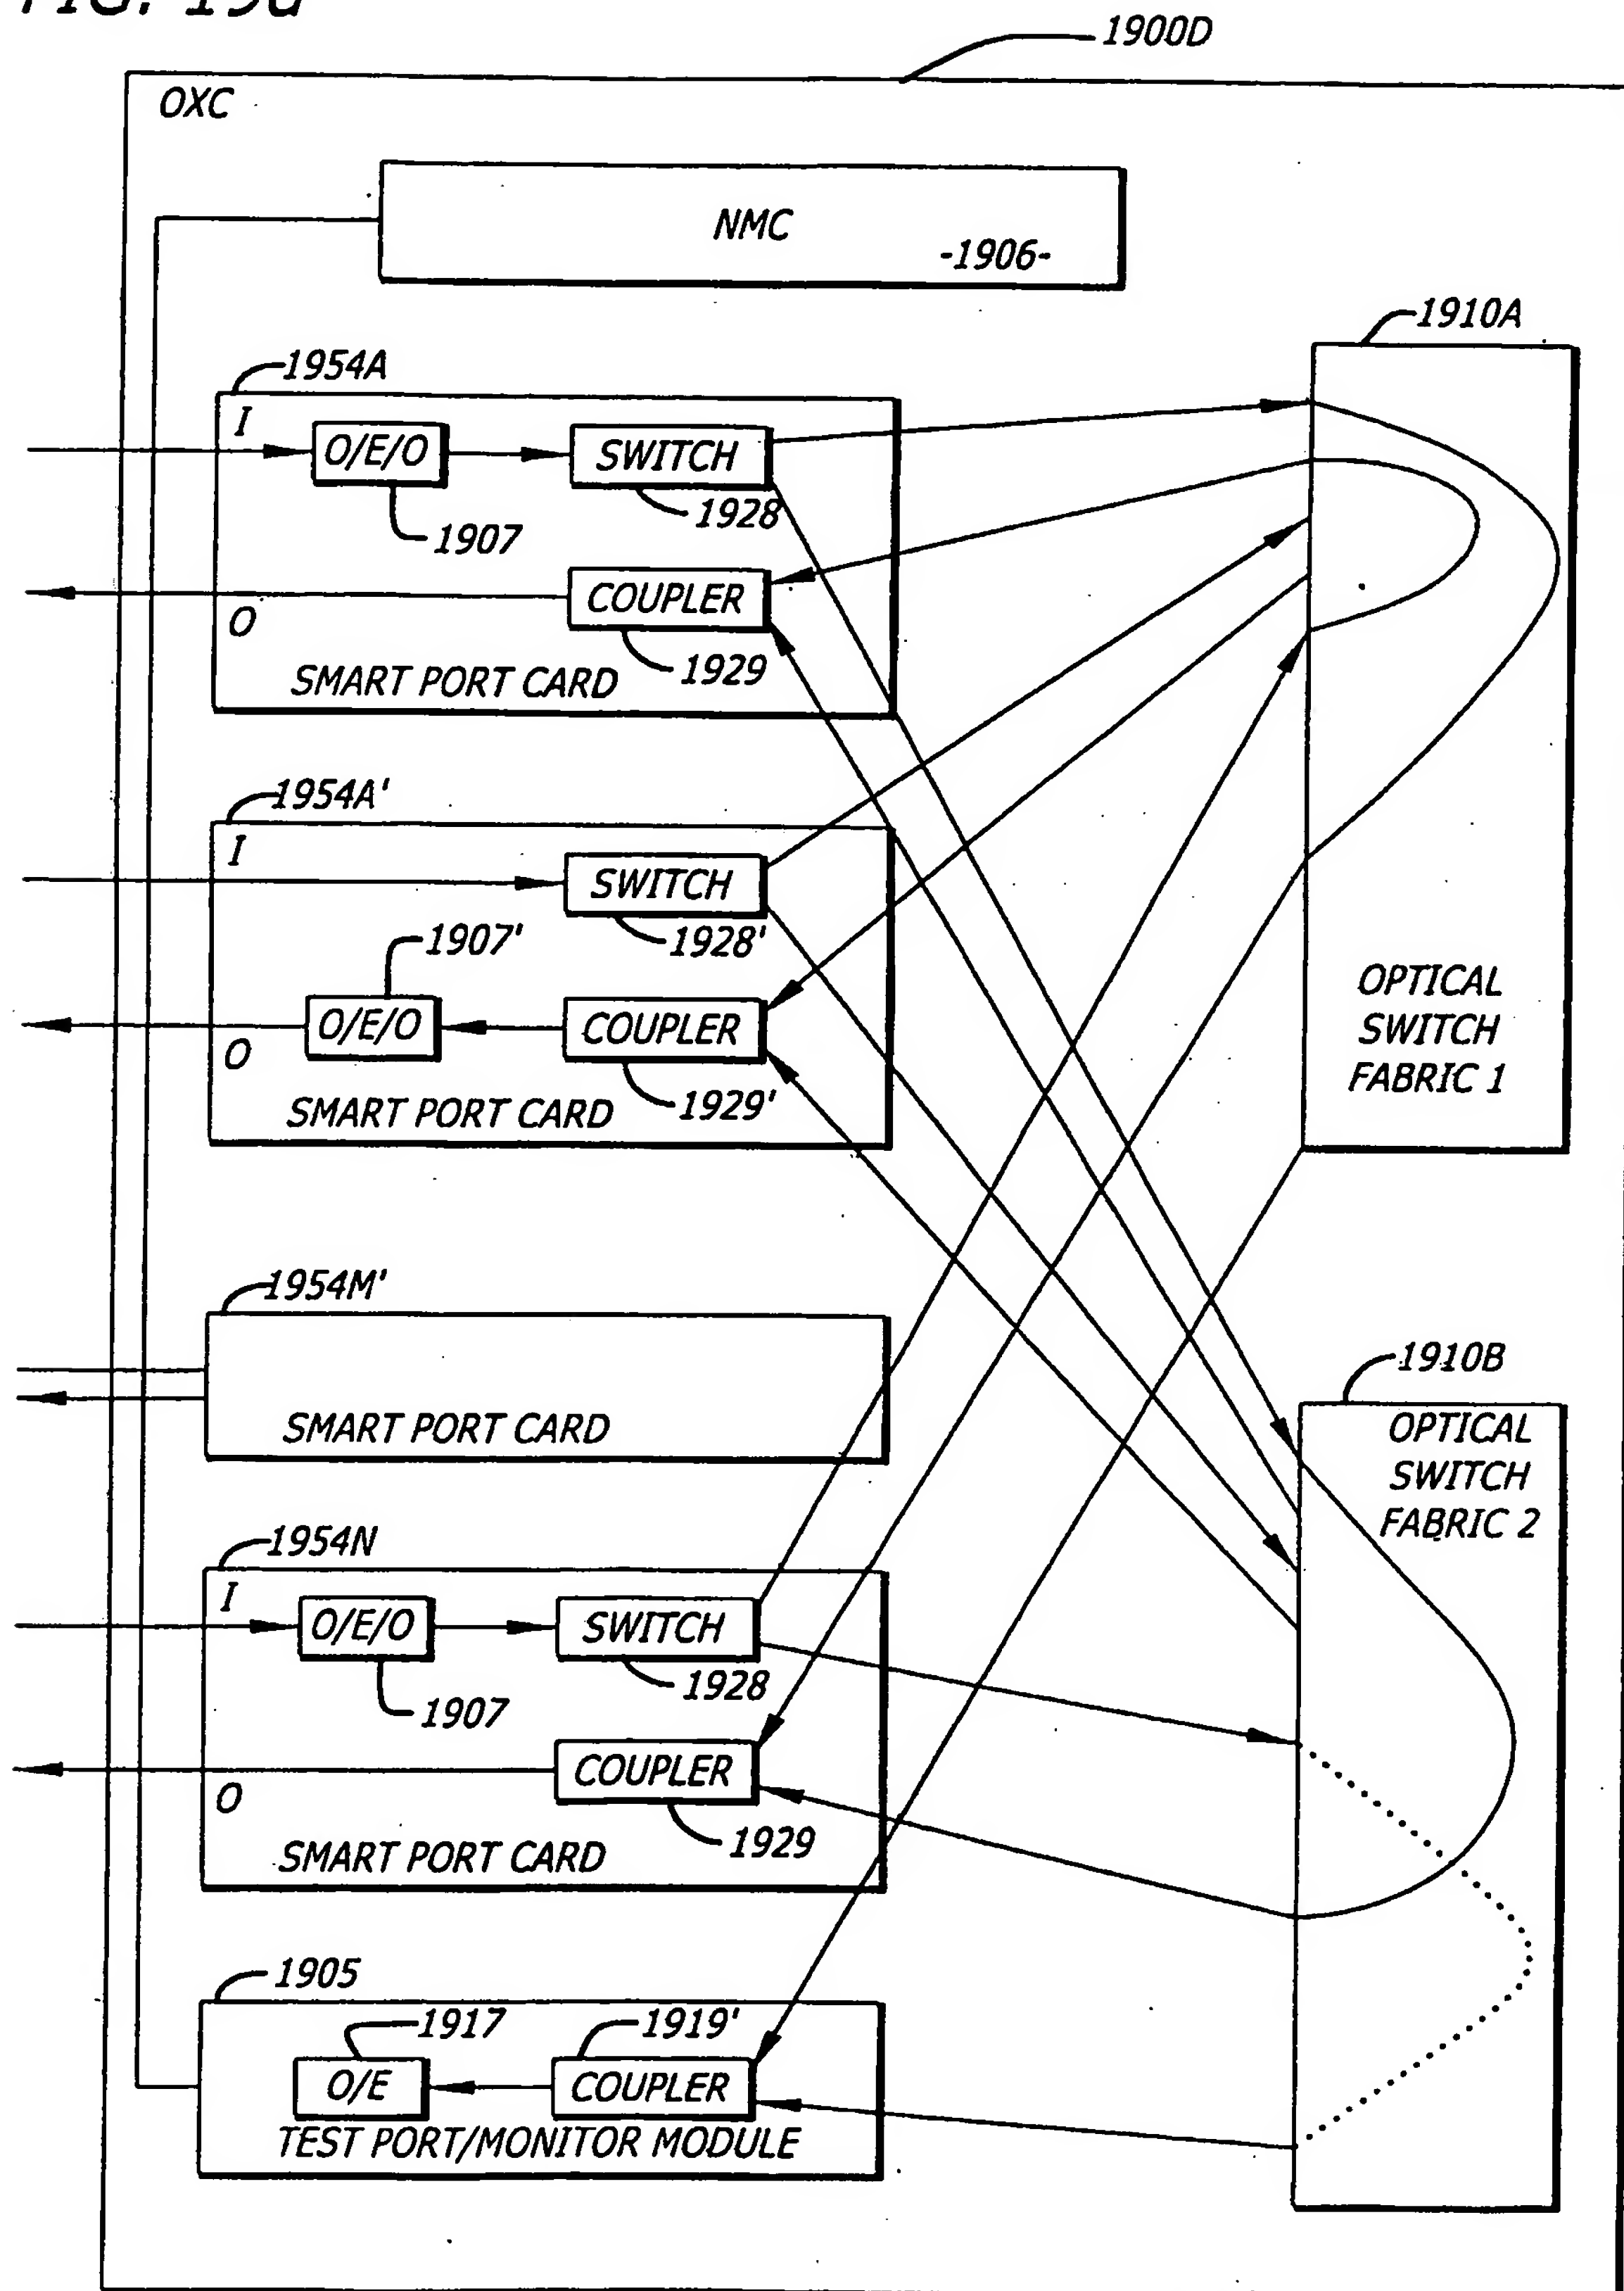 FIG. 19d
1900D
OXC
NMC
-1906-
1910A
1954A
I
O/E/O
SWITCH
1928
1907
COUPLER
O
1929
SMART PORT CARD
1954A'
I
SWITCH
1928'
1907'
OPTICAL
SWITCH
FABRIC 1
O/E/O
COUPLER
O
1929'
SMART PORT CARD
1954M'
SMART PORT CARD
1910B
OPTICAL
SWITCH
FABRIC 2
1954N
I
O/E/O
SWITCH
1928
1907
COUPLER
O
1929
SMART PORT CARD
1905
1917
1919'
O/E
COUPLER
TEST PORT/MONITOR MODULE